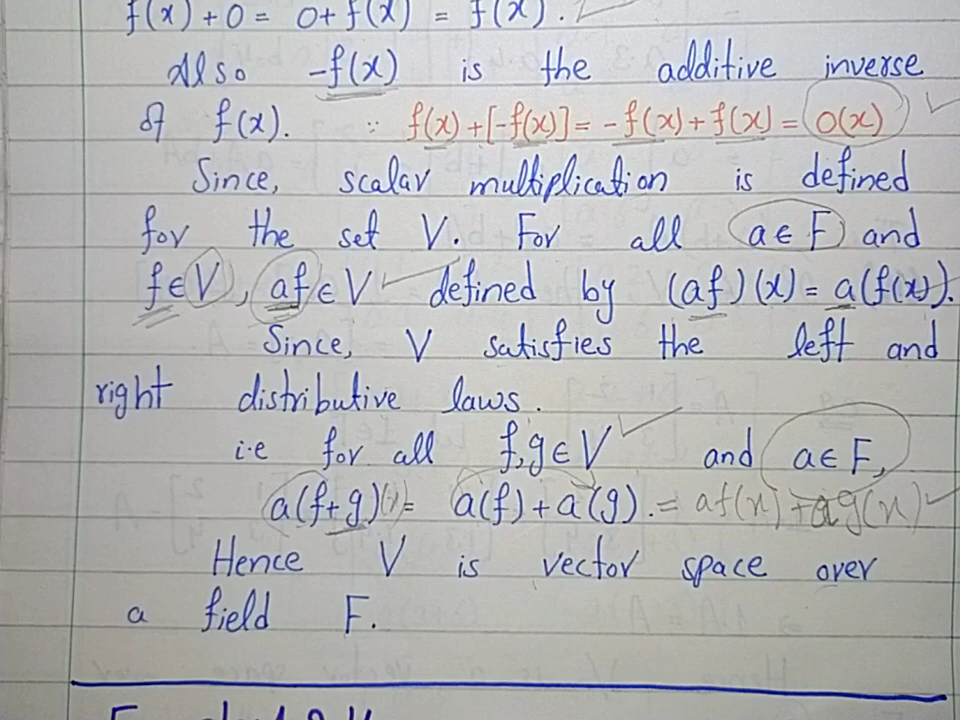 f(x) + 0 = 0 + f(x) = f(x).
Also -f(x) is the additive inverse
of f(x). ∵ f(x) + [-f(x)] = - f(x) + f(x) = 0(x)
Since, scalar multiplication is defined
for the set V. For all a ∈ F and
f ∈ V, af ∈ V defined by (af)(x) = a(f(x)).
Since, V satisfies the left and
right distributive laws.
i.e for all f,g ∈ V and a ∈ F,
a(f+g)(x) = a(f) + a(g). = af(x) + ag(x)
Hence V is vector space over
a field F.